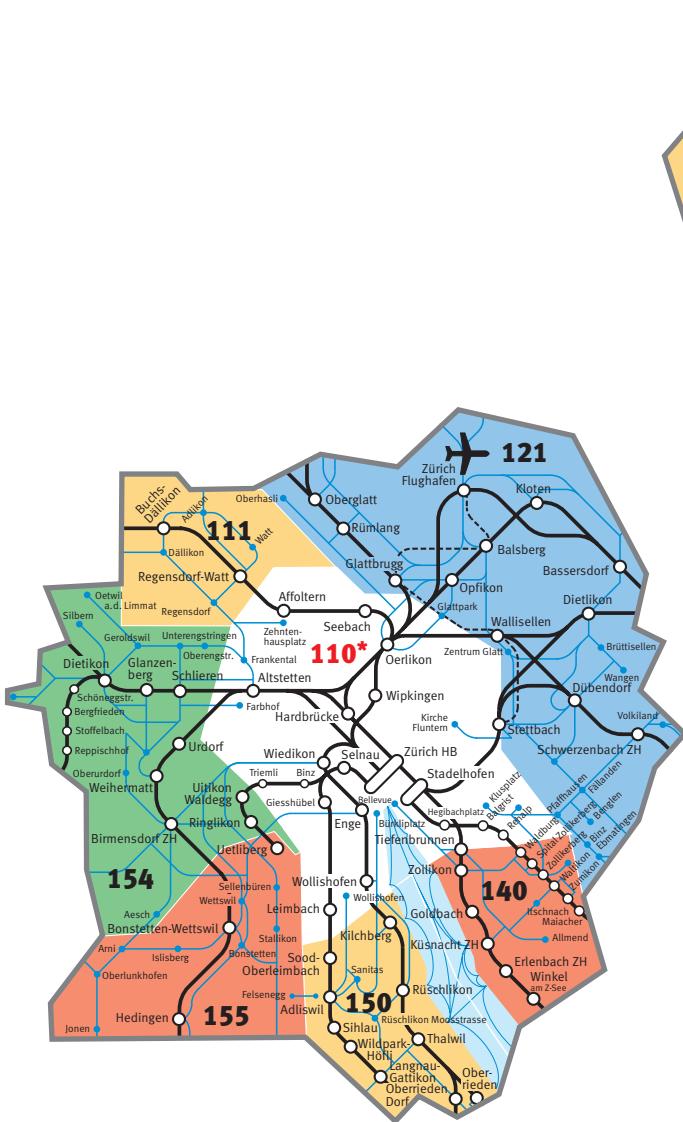 121
Zürich
Flughafen
Kloten
Buchs-
Dällikon
Adlikon
Oberhasli
Oberglatt
111
Watt
Rümlang
Balsberg
Dällikon
Glattbrugg
Bassersdorf
Regensdorf-Watt
Opfikon
Oetwil
a.d. Limmat
Affoltern
Dietlikon
Regensdorf
Glattpark
Silbern
Seebach
Wallisellen
Geroldswil
Unterengstringen
Zehnten-
hausplatz
110*
Oerlikon
Zentrum Glatt
Brüttisellen
Dietikon
Glanzen-
berg
Oberengstr.
Frankental
Schlieren
Altstetten
Wangen
Dübendorf
Schöneggstr.
Wipkingen
Bergfrieden
Farbhof
Hardbrücke
Kirche
Fluntern
Volkiland
Stettbach
Stoffelbach
Urdorf
Schwerzenbach ZH
Reppischhof
Wiedikon
Selnau
Zürich HB
Oberurdorf
Weihermatt
Triemli
Binz
Stadelhofen
Uitikon
Waldegg
Giesshübel
Bellevue
Klusplatz
Balgrist
Rehalp
Pfaffhausen
Fällanden
Hegibachplatz
Waldburg
Spital Zollikerberg
Zollikerberg
Benglen
Binz
Ebmatingen
Waltikon
Zumikon
Ringlikon
Enge
Bürkliplatz
Birmensdorf ZH
Tiefenbrunnen
Uetliberg
154
Zollikon
Sellenbüren
Wollishofen
140
Wettswil
Wollishofen
Aesch
Leimbach
Goldbach
Itschnach
Maiacher
Bonstetten-Wettswil
Stallikon
Kilchberg
Küsnacht ZH
Allmend
Arni
Islisberg
Bonstetten
Sood-
Oberleimbach
Sanitas
Erlenbach ZH
Oberlunkhofen
Winkel
am Z-See
Felsenegg
Rüschlikon
Adliswil
150
Hedingen
155
Rüschlikon Moosstrasse
Jonen
Sihlau
Thalwil
Wildpark-
Höfli
Langnau-
Gattikon
Ober-
rieden
Oberrieden
Dorf